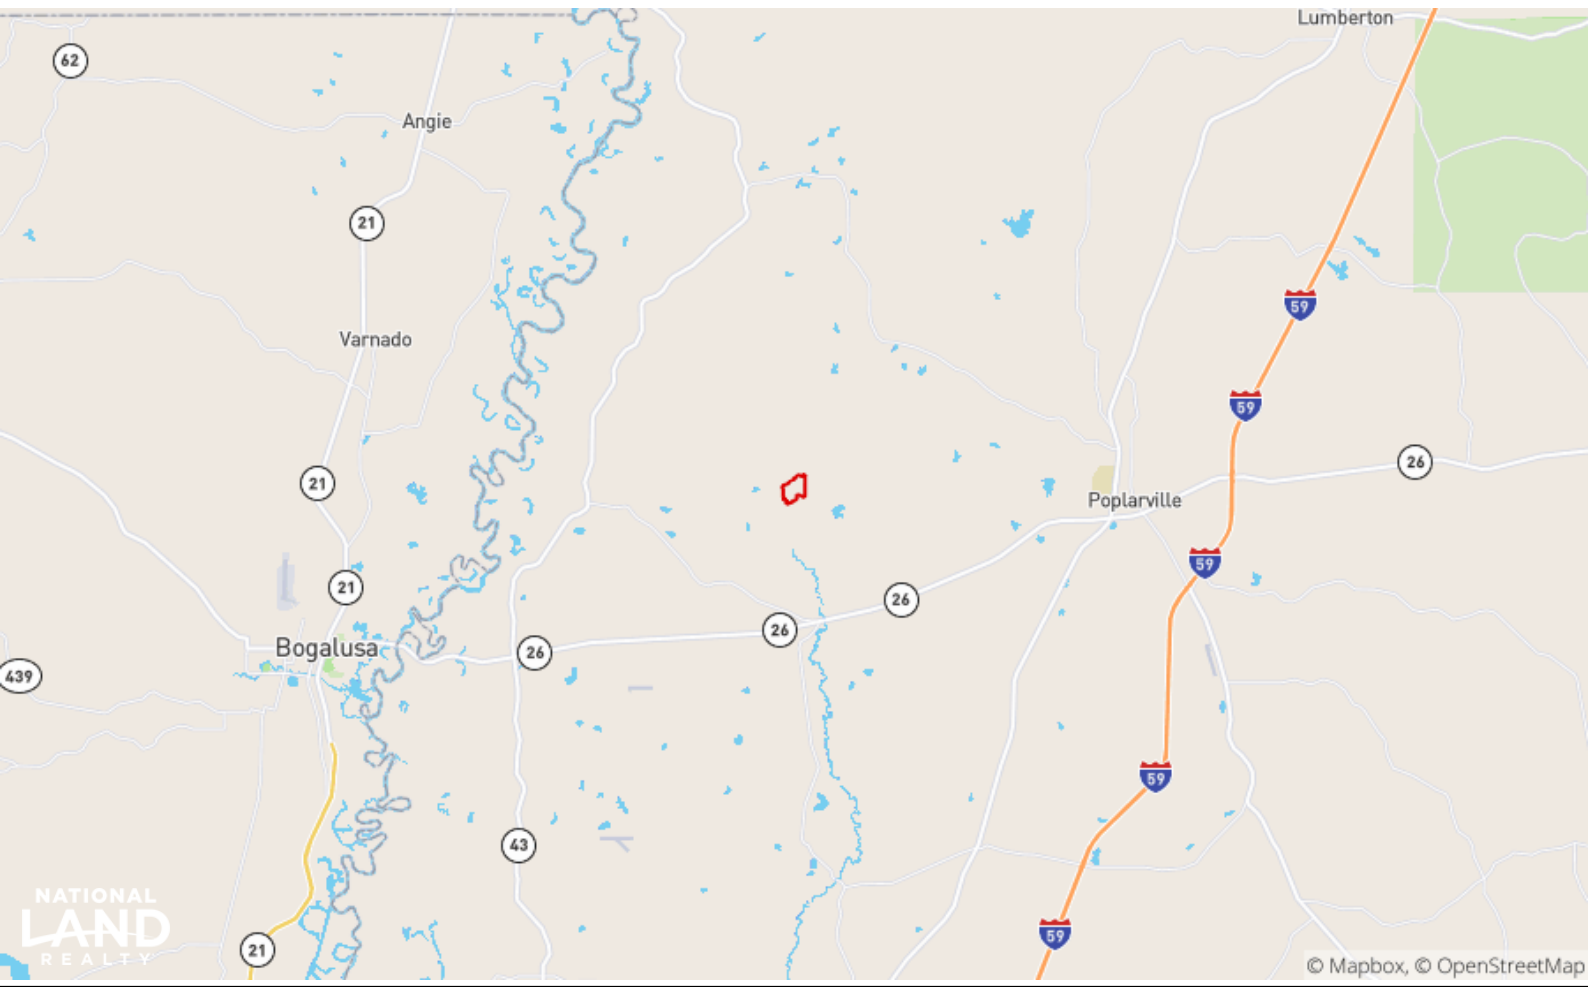 Lumberton
62
Angie
21
59
Varnado
59
26
21
Poplarville
59
21
26
26
Bogalusa
26
439
59
43
NATIONAL
LAND
REALTY
59
21
© Mapbox, © OpenStreetMap